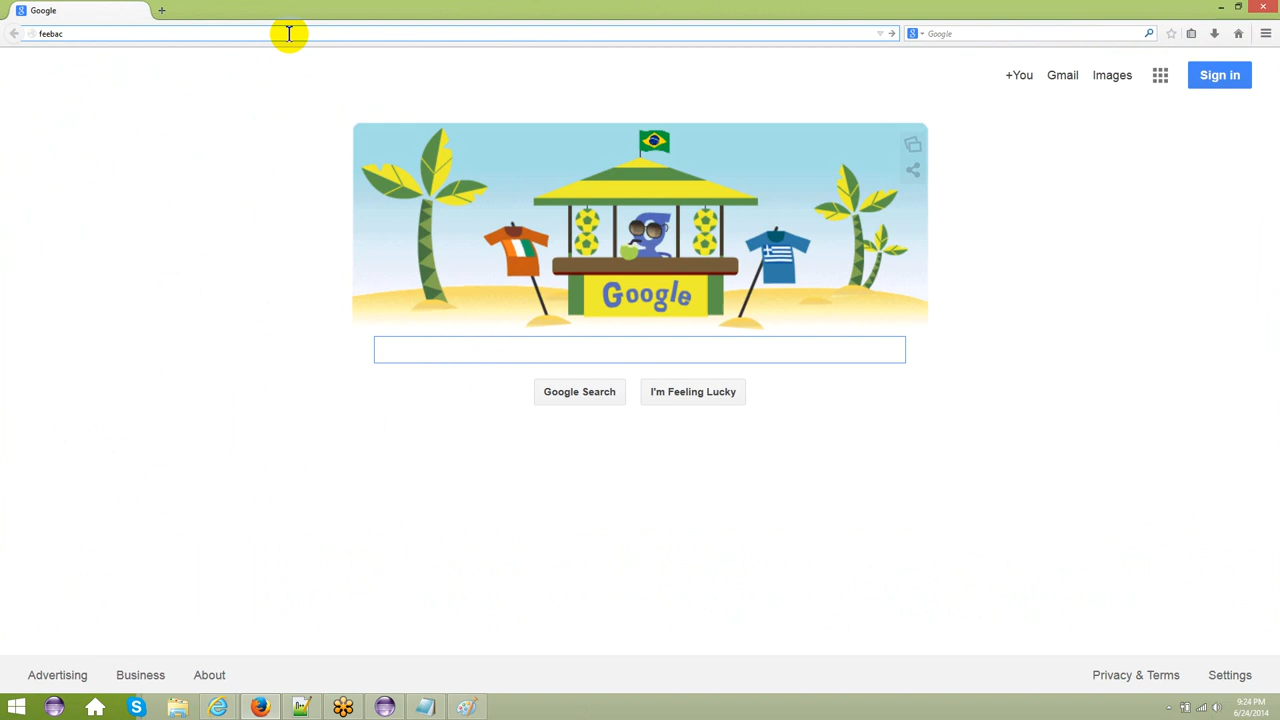 Google
feebac
Google
+You Gmail Images Sign in
Google
Google Search I'm Feeling Lucky
Advertising Business About Privacy & Terms Settings
9:24 PM
6/24/2014